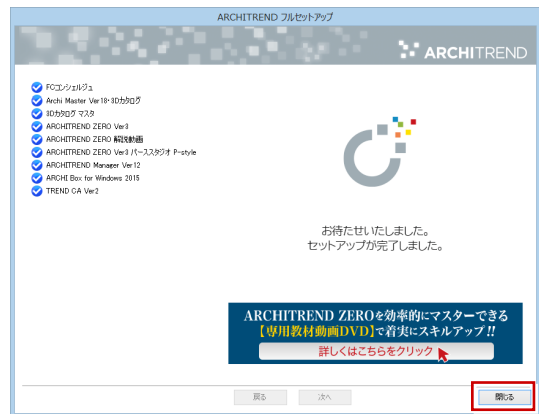 ARCHITREND フルセットアップ
ARCHITREND
FCコンシェルジュ
Archi Master Ver18・3Dカタログ
3Dカタログ マスタ
ARCHITREND ZERO Ver3
ARCHITREND ZERO 解説動画
ARCHITREND ZERO Ver3 パーススタジオ P-style
ARCHITREND Manager Ver12
ARCHI Box for Windows 2015
TREND CA Ver2
お待たせいたしました。
セットアップが完了しました。
ARCHITREND ZEROを効率的にマスターできる
【専用教材動画DVD】で着実にスキルアップ!!
詳しくはこちらをクリック
戻る
次へ
閉じる